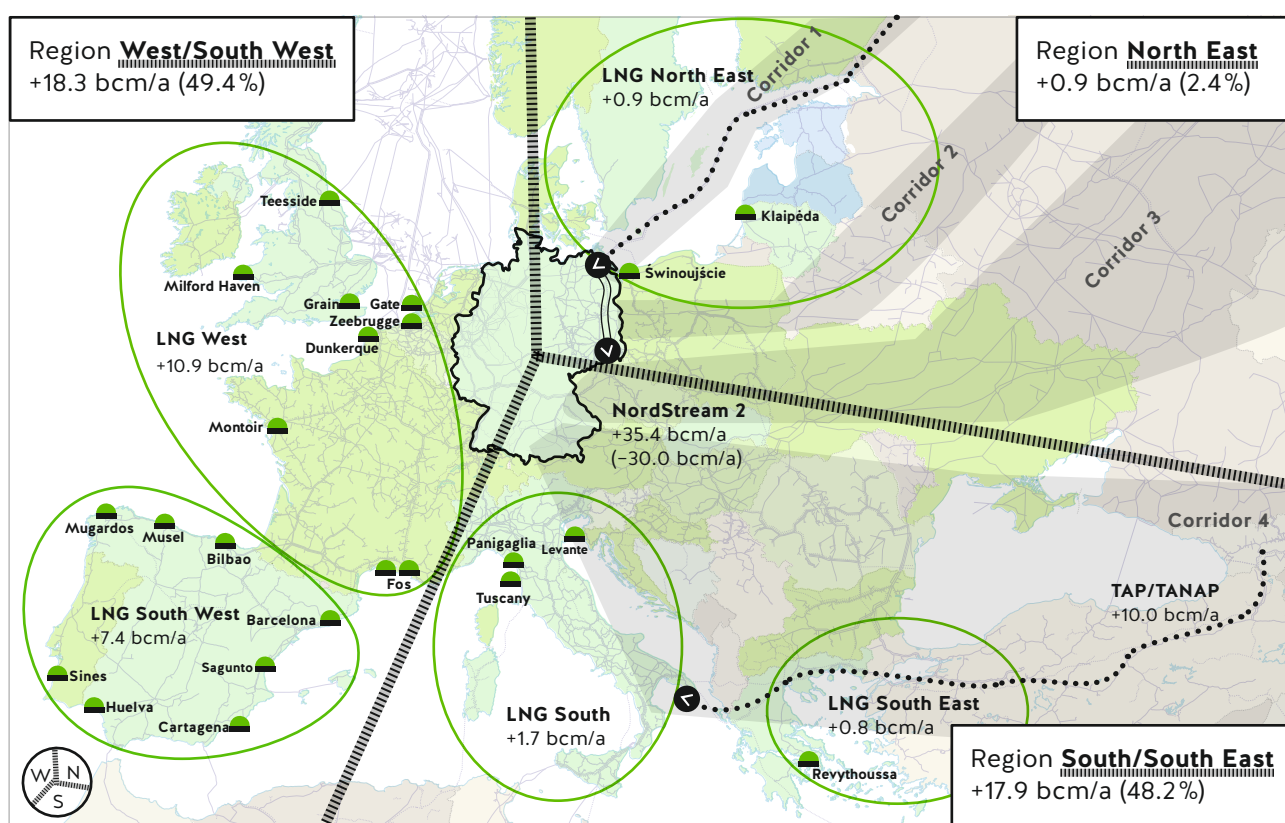 Region West/South West
+18.3 bcm/a (49.4%)
Region North East
+0.9 bcm/a (2.4%)
LNG North East
+0.9 bcm/a
Corridor 1
Corridor 2
Corridor 3
Klaipėda
Świnoujście
Teesside
Milford Haven
Grain
Gate
Zeebrugge
Dunkerque
LNG West
+10.9 bcm/a
Montoir
NordStream 2
+35.4 bcm/a
(−30.0 bcm/a)
Mugardos
Musel
Bilbao
Fos
Panigaglia
Levante
Tuscany
Corridor 4
TAP/TANAP
+10.0 bcm/a
LNG South West
+7.4 bcm/a
Barcelona
Sagunto
Sines
Huelva
Cartagena
LNG South
+1.7 bcm/a
LNG South East
+0.8 bcm/a
Revythoussa
Region South/South East
+17.9 bcm/a (48.2%)
W N
S